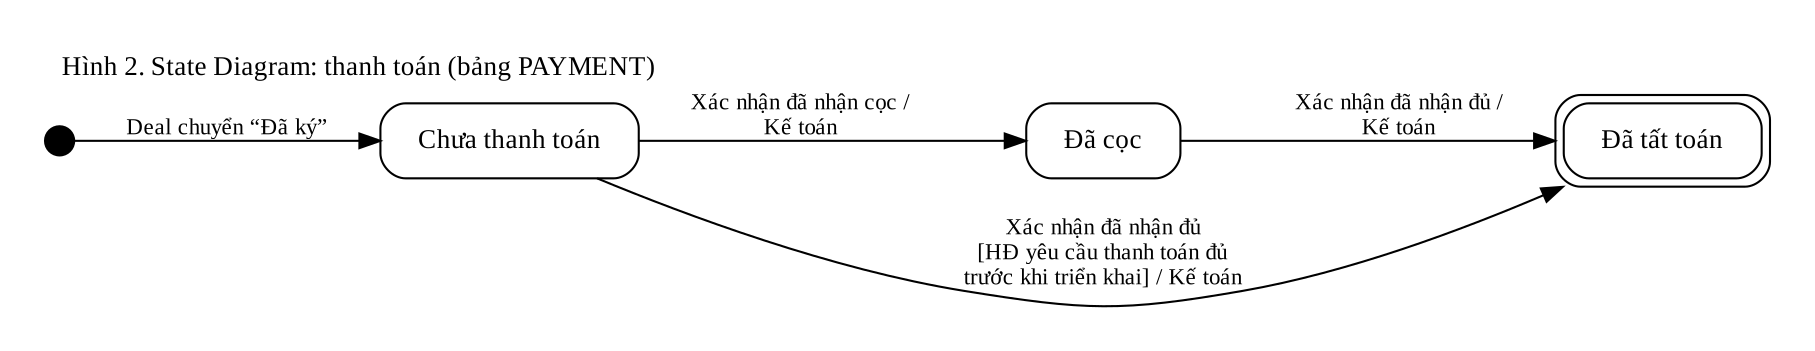 Hình 2. State Diagram: thanh toán (bảng PAYMENT)
Deal chuyển “Đã ký”
Chưa thanh toán
Xác nhận đã nhận cọc /
Kế toán
Đã cọc
Xác nhận đã nhận đủ /
Kế toán
Đã tất toán
Xác nhận đã nhận đủ
[HĐ yêu cầu thanh toán đủ
trước khi triển khai] / Kế toán